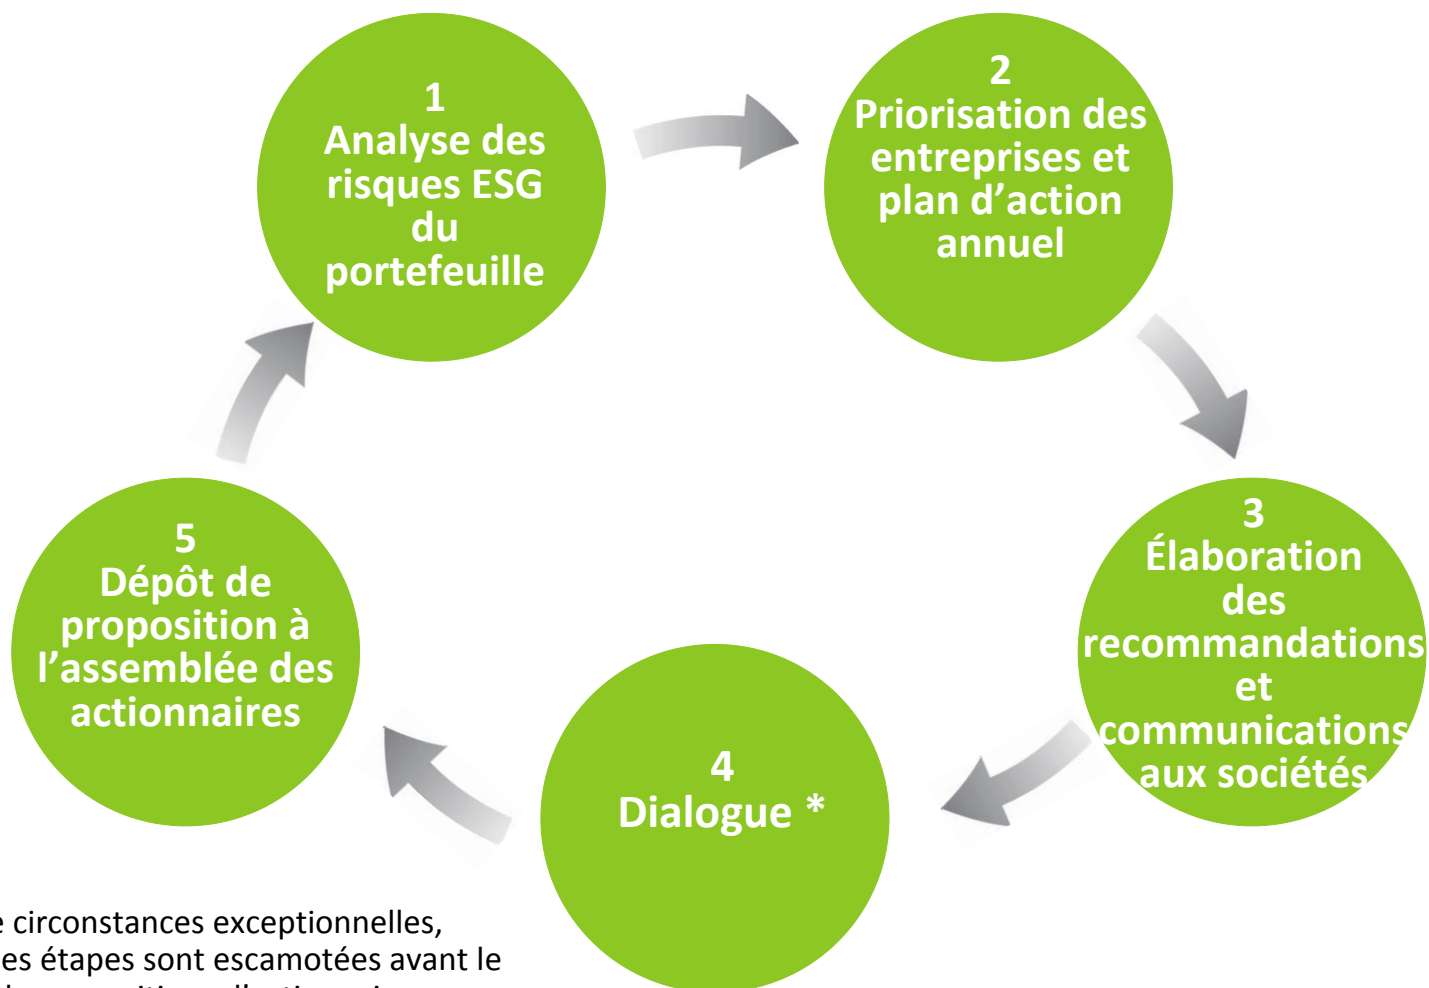 1
Analyse des
risques ESG
du
portefeuille
2
Priorisation des
entreprises et
plan d’action
annuel
3
Élaboration
des
recommandations
et
communications
aux sociétés
4
Dialogue *
5
Dépôt de
proposition à
l’assemblée des
actionnaires
circonstances exceptionnelles,
es étapes sont escamotées avant le